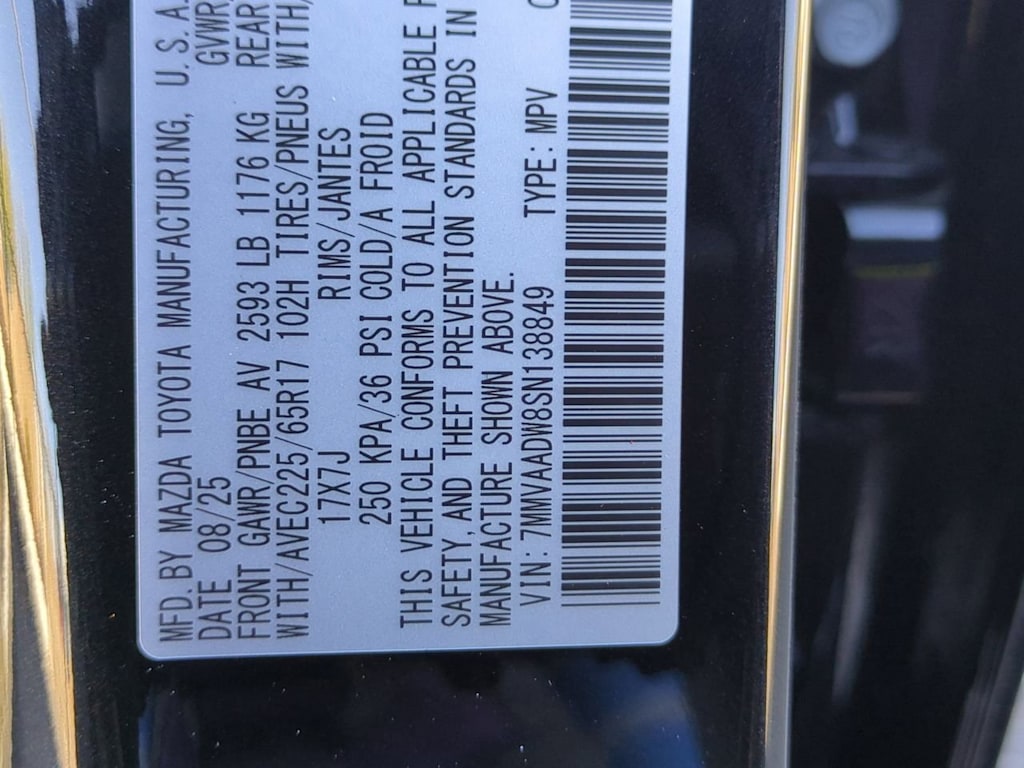 MFD. BY MAZDA TOYOTA MANUFACTURING, U.S.A.
DATE 08/25 GVWR
FRONT GAWR/PNBE AV 2593 LB 1176 KG REAR
WITH/AVEC225/65R17 102H TIRES/PNEUS WITH/
17X7J RIMS/JANTES
250 KPA/36 PSI COLD/A FROID
THIS VEHICLE CONFORMS TO ALL APPLICABLE
SAFETY, AND THEFT PREVENTION STANDARDS IN
MANUFACTURE SHOWN ABOVE.
VIN: 7MMVAADW8SN138849 TYPE: MPV